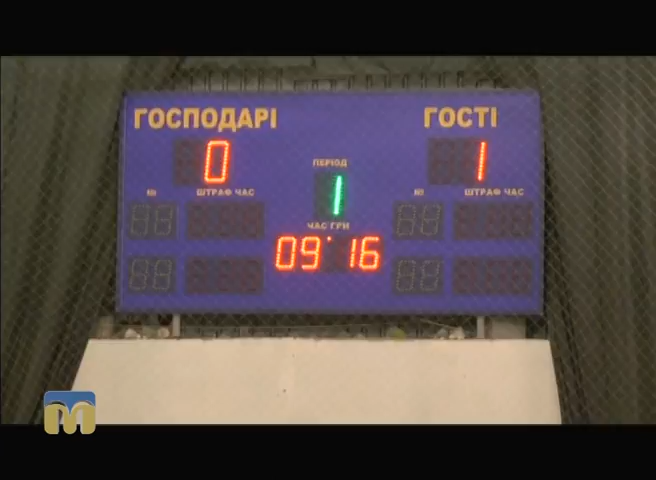 ГОСПОДАРІ ГОСТІ
0 ПЕРІОД 1
№ ШТРАФ ЧАС 1 № ШТРАФ ЧАС
ЧАС ГРИ
09:16
M